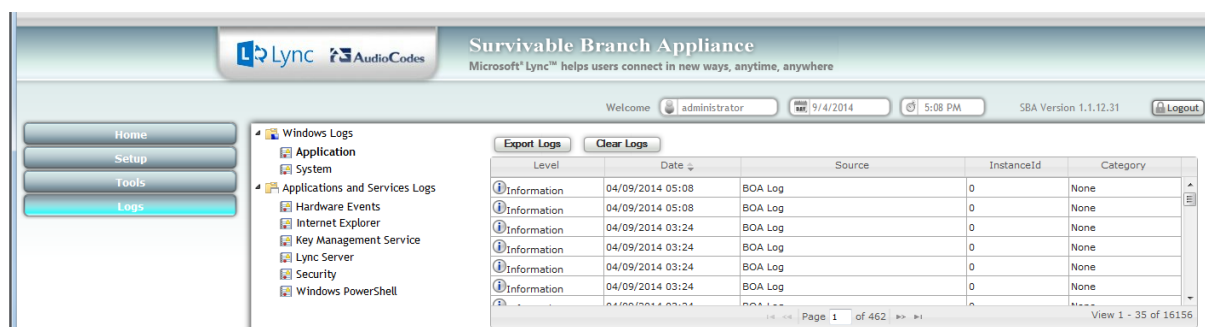 Lync AudioCodes
Survivable Branch Appliance
Microsoft® Lync™ helps users connect in new ways, anytime, anywhere
Welcome administrator 9/4/2014 5:08 PM SBA Version 1.1.12.31 Logout
Home
Setup
Tools
Logs
Windows Logs
Application
System
Applications and Services Logs
Hardware Events
Internet Explorer
Key Management Service
Lync Server
Security
Windows PowerShell
Export Logs Clear Logs
Level Date Source InstanceId Category
Information 04/09/2014 05:08 BOA Log 0 None
Information 04/09/2014 05:08 BOA Log 0 None
Information 04/09/2014 03:24 BOA Log 0 None
Information 04/09/2014 03:24 BOA Log 0 None
Information 04/09/2014 03:24 BOA Log 0 None
Information 04/09/2014 03:24 BOA Log 0 None
Page 1 of 462 View 1 - 35 of 16156